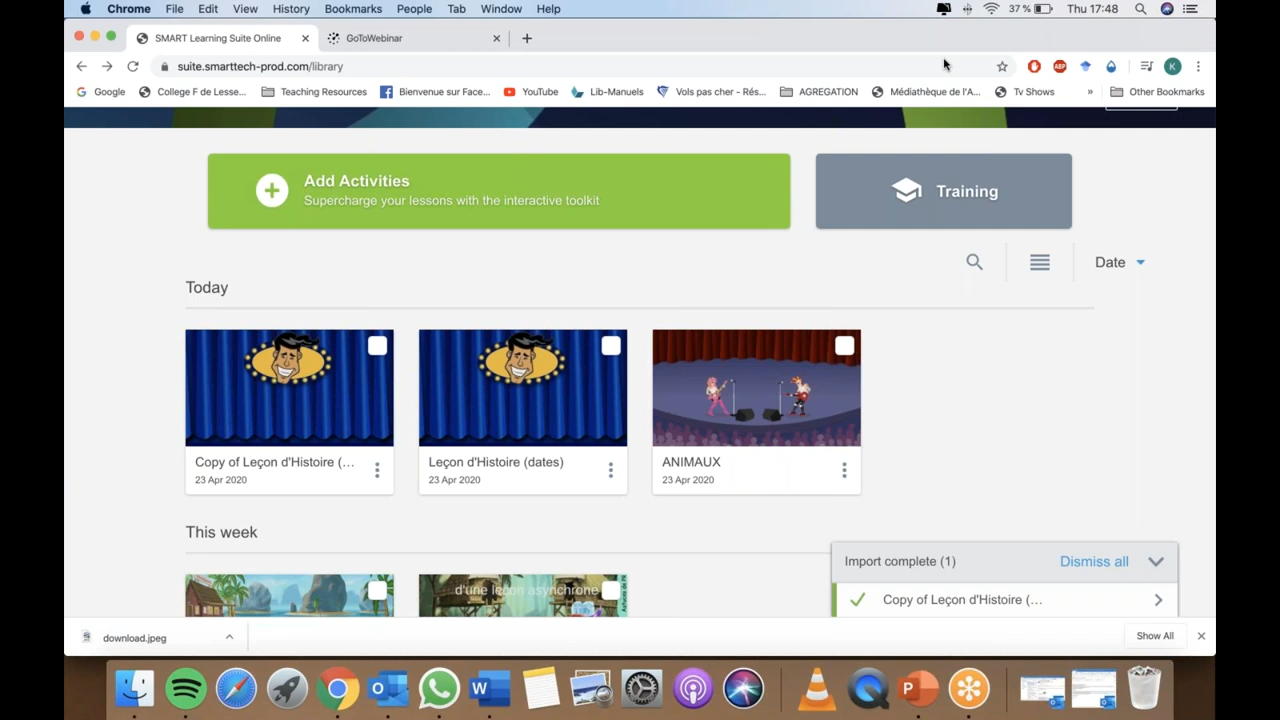 Chrome File Edit View History Bookmarks People Tab Window Help 37 % Thu 17:48
SMART Learning Suite Online GoToWebinar
suite.smarttech-prod.com/library ABP K
Google College F de Lesse... Teaching Resources Bienvenue sur Face... YouTube Lib-Manuels Vols pas cher - Rés... AGREGATION Médiathèque de l'A... Tv Shows » Other Bookmarks
Add Activities
Supercharge your lessons with the interactive toolkit
Training
Date
Today
Copy of Leçon d'Histoire (...
23 Apr 2020
Leçon d'Histoire (dates)
23 Apr 2020
ANIMAUX
23 Apr 2020
This week
d'une leçon asynchrone
Import complete (1) Dismiss all
Copy of Leçon d'Histoire (...
download.jpeg Show All